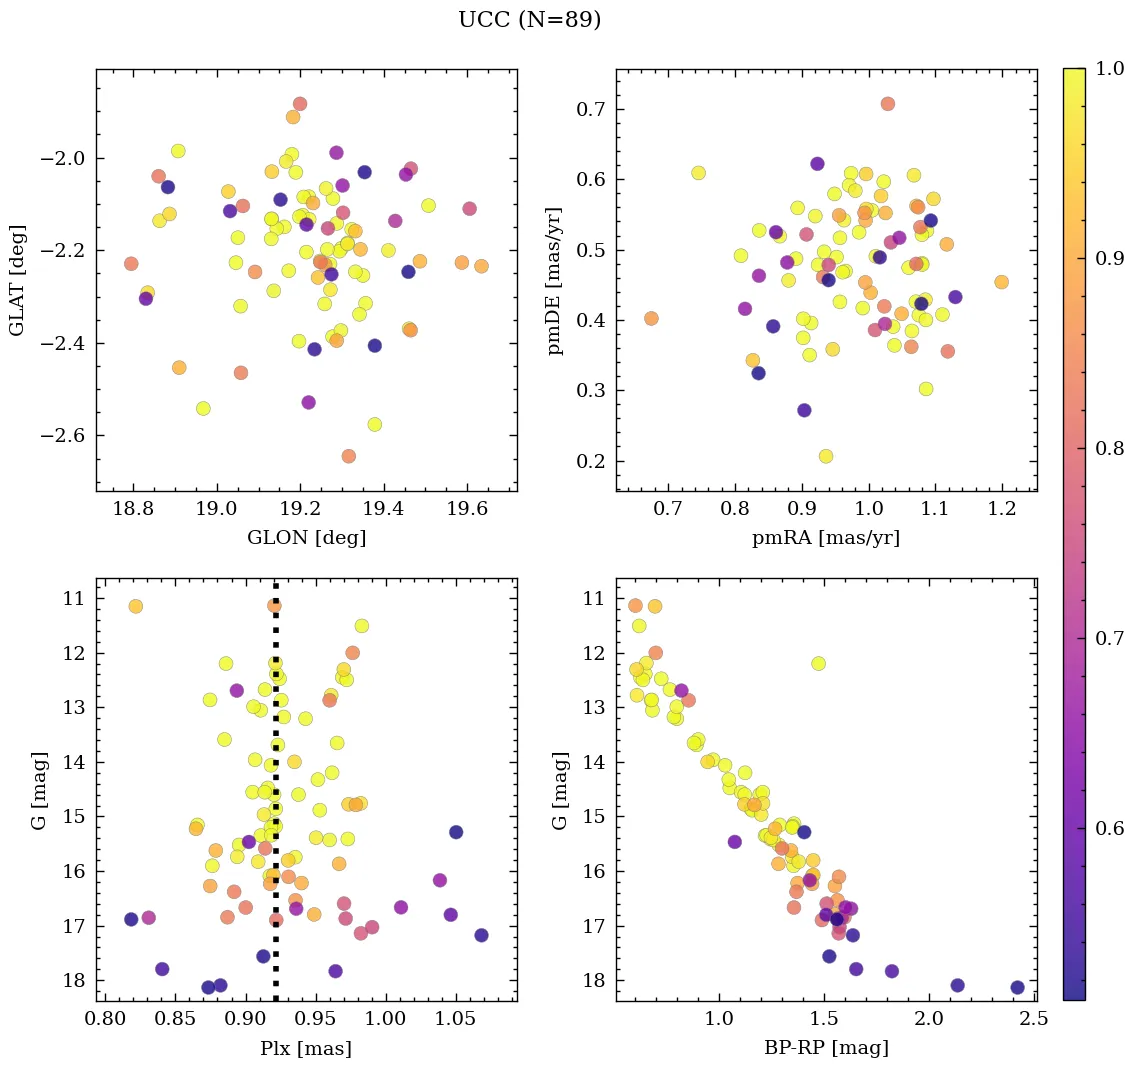 UCC (N=89)
−2.0
−2.2
−2.4
−2.6
GLAT [deg]
18.8 19.0 19.2 19.4 19.6
GLON [deg]
0.7
0.6
0.5
0.4
0.3
0.2
pmDE [mas/yr]
0.7 0.8 0.9 1.0 1.1 1.2
pmRA [mas/yr]
1.0
0.9
0.8
0.7
0.6
11
12
13
14
15
16
17
18
G [mag]
0.80 0.85 0.90 0.95 1.00 1.05
Plx [mas]
11
12
13
14
15
16
17
18
G [mag]
1.0 1.5 2.0 2.5
BP-RP [mag]